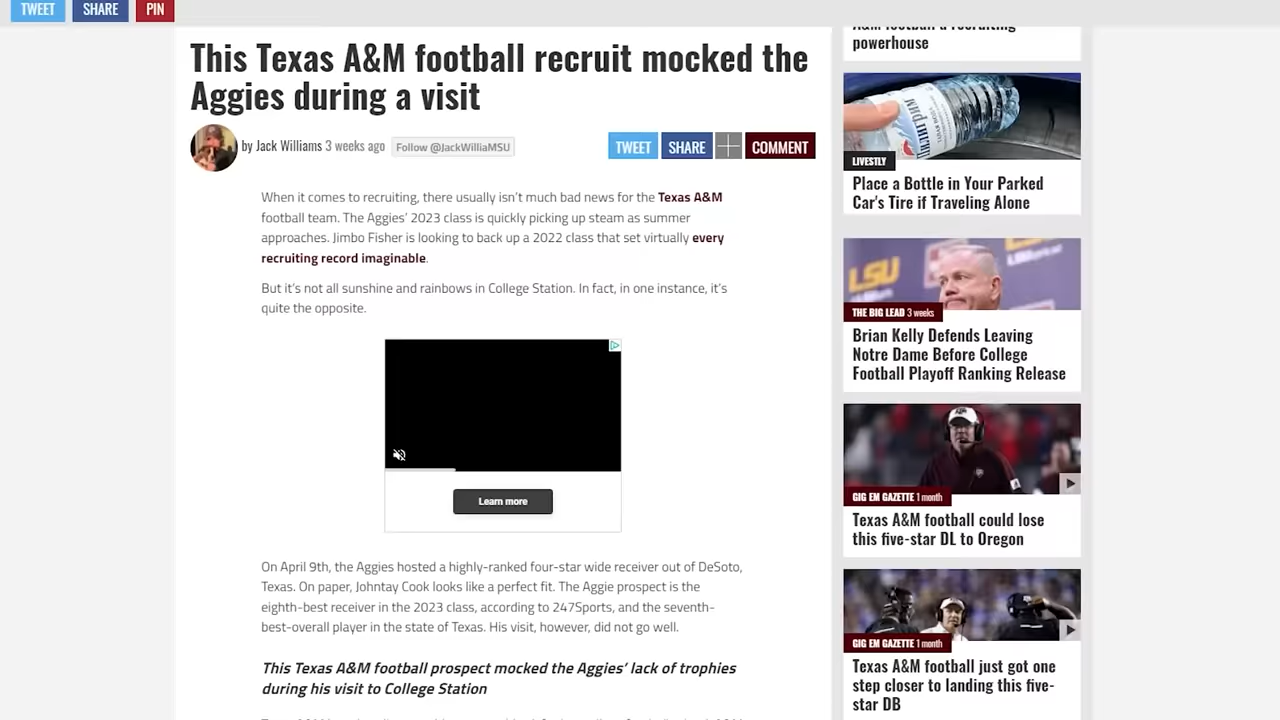 TWEET
SHARE
PIN
This Texas A&M football recruit mocked the
Aggies during a visit
by Jack Williams 3 weeks ago
Follow @JackWilliaMSU
TWEET
SHARE
COMMENT
When it comes to recruiting, there usually isn't much bad news for the Texas A&M
football team. The Aggies' 2023 class is quickly picking up steam as summer
approaches. Jimbo Fisher is looking to back up a 2022 class that set virtually every
recruiting record imaginable.
But it's not all sunshine and rainbows in College Station. In fact, in one instance, it's
quite the opposite.
Learn more
On April 9th, the Aggies hosted a highly-ranked four-star wide receiver out of DeSoto,
Texas. On paper, Johntay Cook looks like a perfect fit. The Aggie prospect is the
eighth-best receiver in the 2023 class, according to 247Sports, and the seventh-
best-overall player in the state of Texas. His visit, however, did not go well.
This Texas A&M football prospect mocked the Aggies' lack of trophies
during his visit to College Station
A&M football a recruiting
powerhouse
LIVESTLY
Place a Bottle in Your Parked
Car's Tire if Traveling Alone
LSU
THE BIG LEAD 3 weeks
Brian Kelly Defends Leaving
Notre Dame Before College
Football Playoff Ranking Release
GIG EM GAZETTE 1 month
Texas A&M football could lose
this five-star DL to Oregon
GIG EM GAZETTE 1 month
Texas A&M football just got one
step closer to landing this five-
star DB